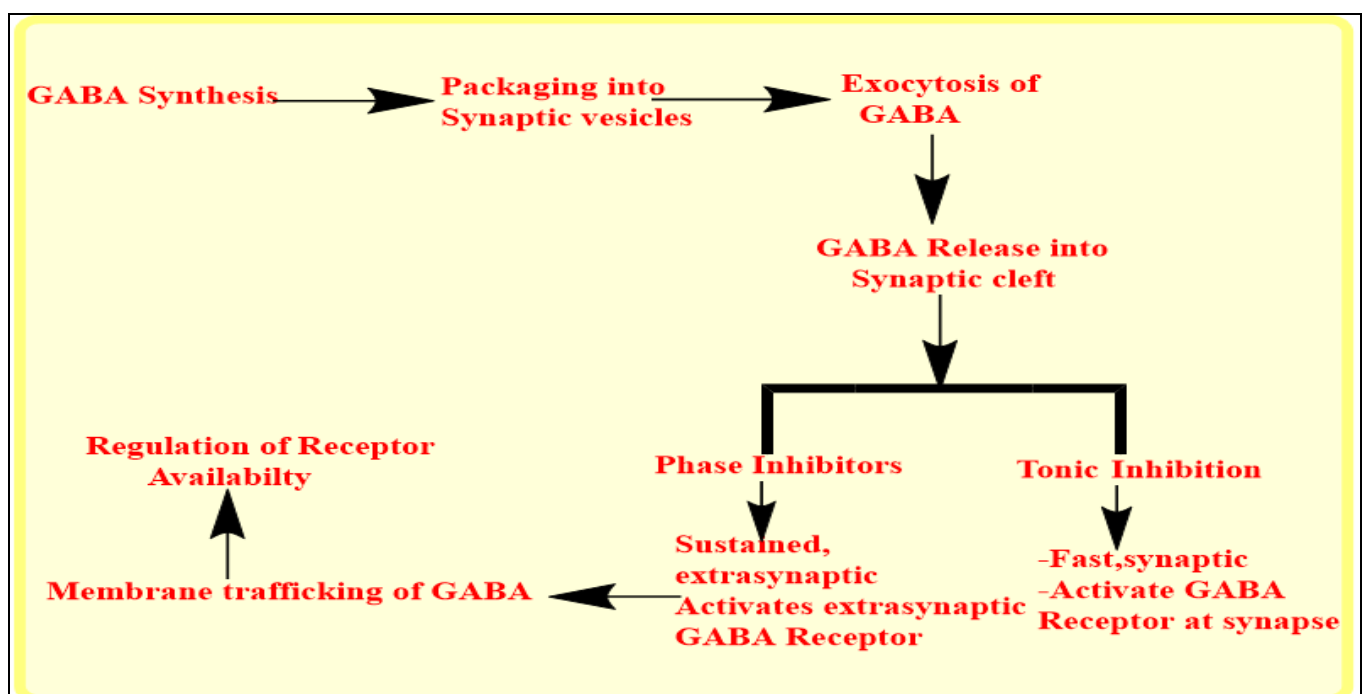 GABA Synthesis
Packaging into
Synaptic vesicles
Exocytosis of
GABA
GABA Release into
Synaptic cleft
Phase Inhibitors
Tonic Inhibition
Sustained,
extrasynaptic
Activates extrasynaptic
GABA Receptor
-Fast,synaptic
-Activate GABA
Receptor at synapse
Membrane trafficking of GABA
Regulation of Receptor
Availabilty